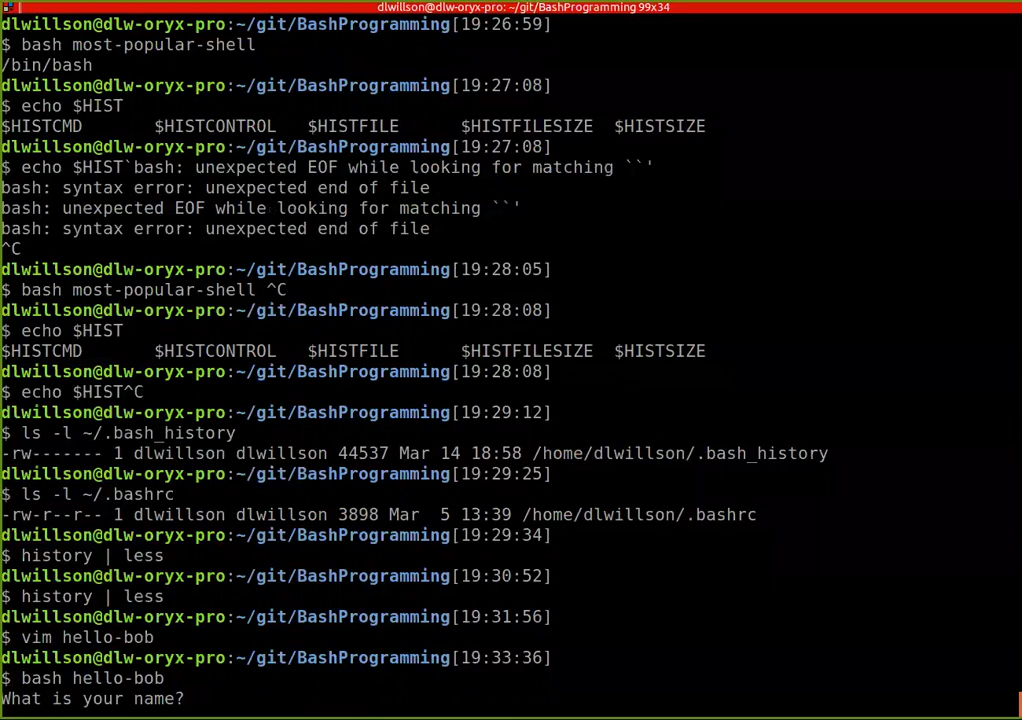 dlwillson@dlw-oryx-pro: ~/git/BashProgramming 99x34
dlwillson@dlw-oryx-pro:~/git/BashProgramming[19:26:59]
$ bash most-popular-shell
/bin/bash
dlwillson@dlw-oryx-pro:~/git/BashProgramming[19:27:08]
$ echo $HIST
$HISTCMD       $HISTCONTROL   $HISTFILE      $HISTFILESIZE  $HISTSIZE
dlwillson@dlw-oryx-pro:~/git/BashProgramming[19:27:08]
$ echo $HIST`bash: unexpected EOF while looking for matching ``'
bash: syntax error: unexpected end of file
bash: unexpected EOF while looking for matching ``'
bash: syntax error: unexpected end of file
^C
dlwillson@dlw-oryx-pro:~/git/BashProgramming[19:28:05]
$ bash most-popular-shell ^C
dlwillson@dlw-oryx-pro:~/git/BashProgramming[19:28:08]
$ echo $HIST
$HISTCMD       $HISTCONTROL   $HISTFILE      $HISTFILESIZE  $HISTSIZE
dlwillson@dlw-oryx-pro:~/git/BashProgramming[19:28:08]
$ echo $HIST^C
dlwillson@dlw-oryx-pro:~/git/BashProgramming[19:29:12]
$ ls -l ~/.bash_history
-rw------- 1 dlwillson dlwillson 44537 Mar 14 18:58 /home/dlwillson/.bash_history
dlwillson@dlw-oryx-pro:~/git/BashProgramming[19:29:25]
$ ls -l ~/.bashrc
-rw-r--r-- 1 dlwillson dlwillson 3898 Mar  5 13:39 /home/dlwillson/.bashrc
dlwillson@dlw-oryx-pro:~/git/BashProgramming[19:29:34]
$ history | less
dlwillson@dlw-oryx-pro:~/git/BashProgramming[19:30:52]
$ history | less
dlwillson@dlw-oryx-pro:~/git/BashProgramming[19:31:56]
$ vim hello-bob
dlwillson@dlw-oryx-pro:~/git/BashProgramming[19:33:36]
$ bash hello-bob
What is your name?